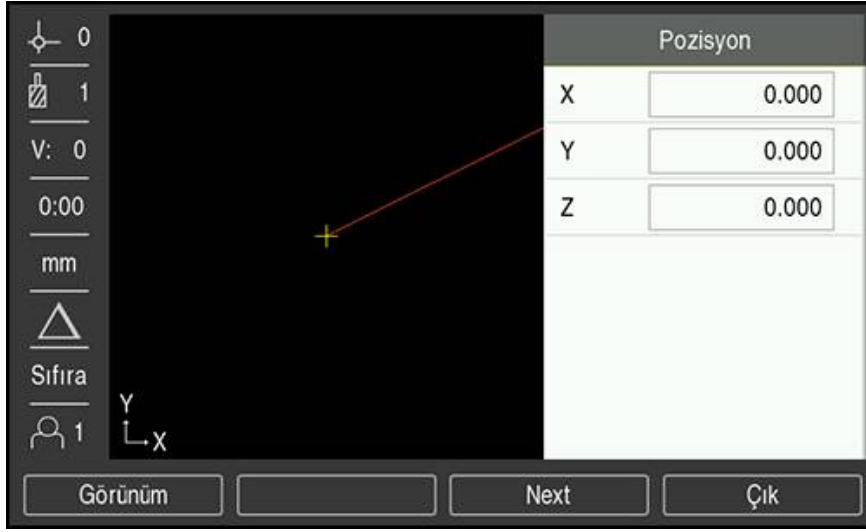 0
1
V: 0
0:00
mm
Sıfıra
1
Y
X
Pozisyon
X 0.000
Y 0.000
Z 0.000
Görünüm
Next
Çık